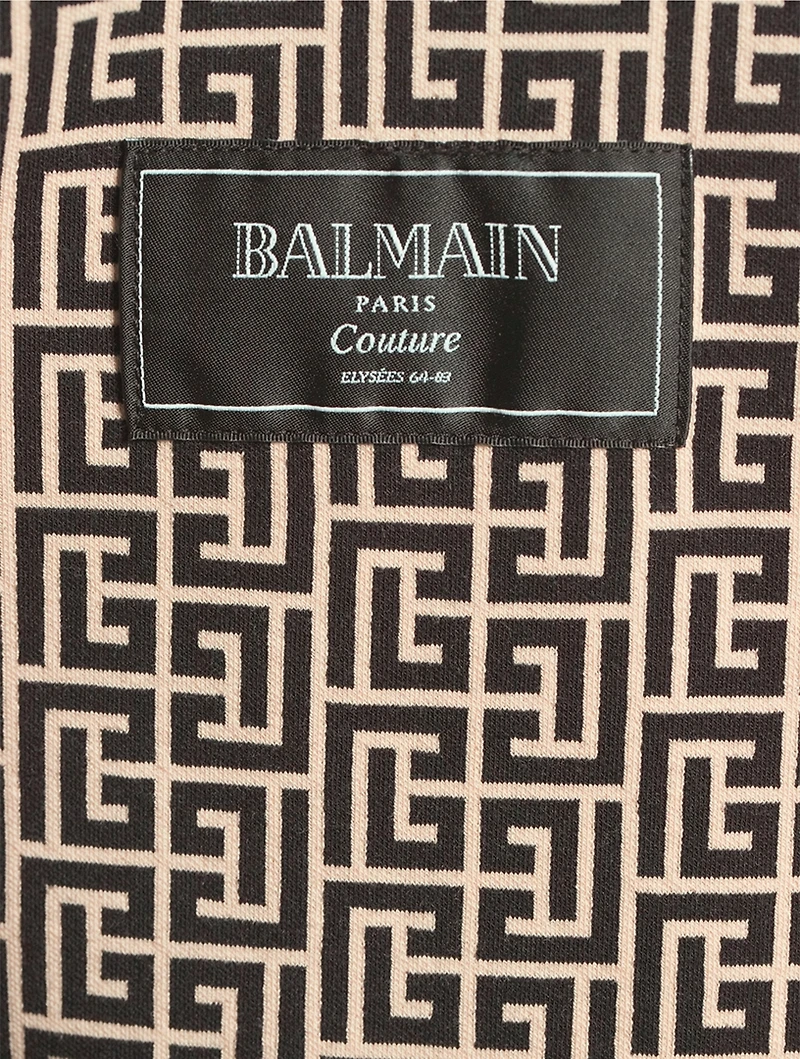 BALMAIN
PARIS
Couture
ELYSÉES 64-83